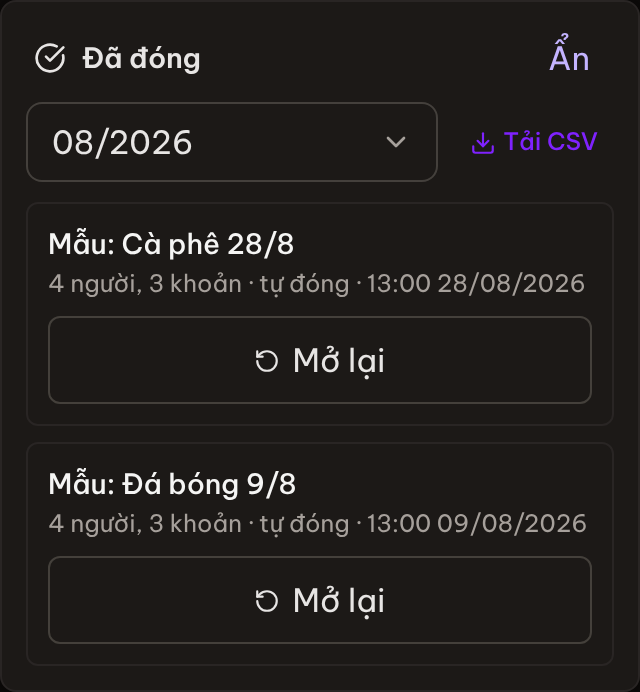 Đã đóng
Ẩn
08/2026
Tải CSV
Mẫu: Cà phê 28/8
4 người, 3 khoản · tự đóng · 13:00 28/08/2026
Mở lại
Mẫu: Đá bóng 9/8
4 người, 3 khoản · tự đóng · 13:00 09/08/2026
Mở lại